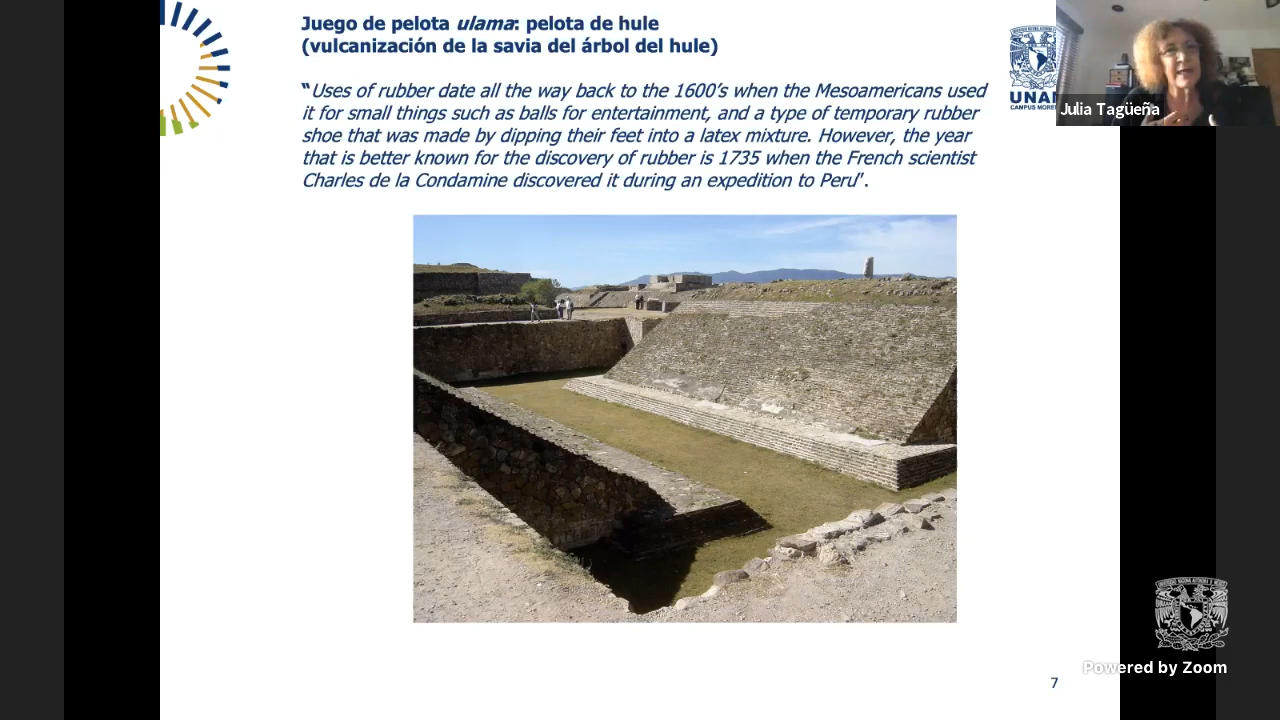 Juego de pelota ulama: pelota de hule
(vulcanización de la savia del árbol del hule)
"Uses of rubber date all the way back to the 1600's when the Mesoamericans used
it for small things such as balls for entertainment, and a type of temporary rubber
shoe that was made by dipping their feet into a latex mixture. However, the year
that is better known for the discovery of rubber is 1735 when the French scientist
Charles de la Condamine discovered it during an expedition to Peru".
UNA
Julia Tagüeña
Powered by Zoom
7